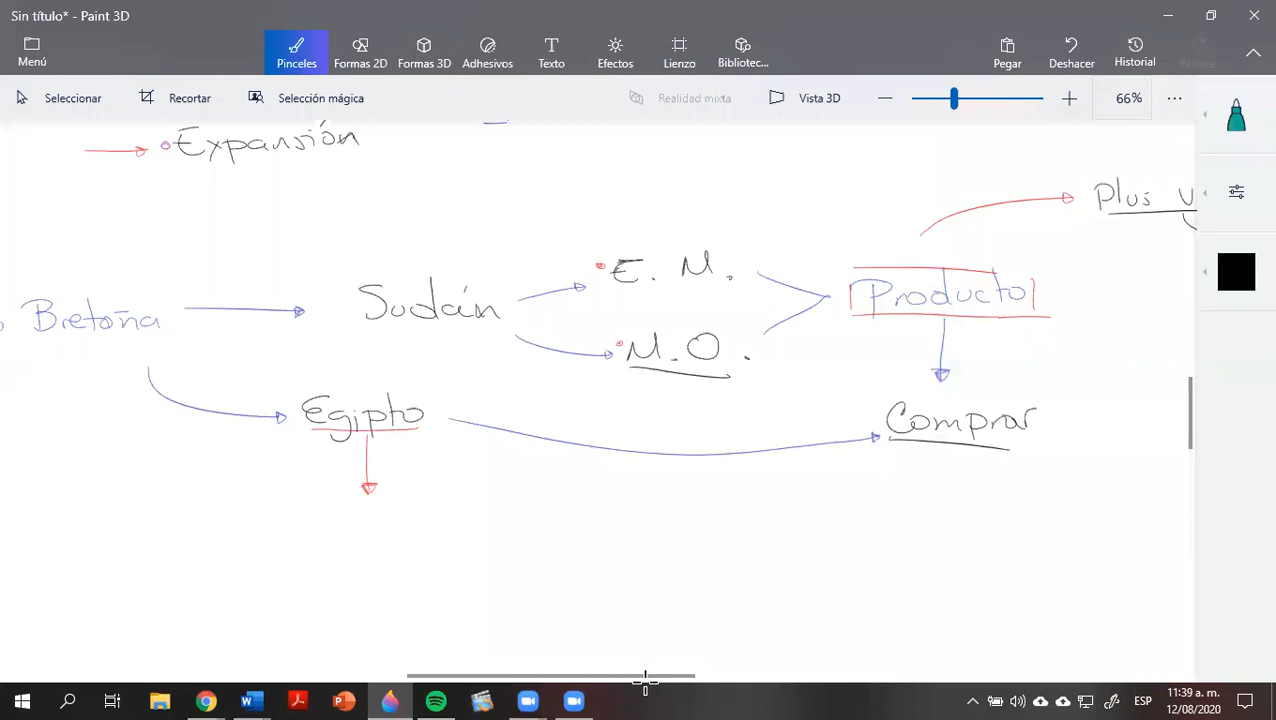 Sin título* - Paint 3D
Menú
Pinceles
Formas 2D
Formas 3D
Adhesivos
Texto
Efectos
Lienzo
Bibliotec...
Pegar
Deshacer
Historial
Seleccionar
Recortar
Selección mágica
Realidad mixta
Vista 3D
66%
Expansión
Plus v
E. M.
Producto
Bretoña
Sudán
M.O.
Egipto
Comprar
ESP
11:39 a. m.
12/08/2020